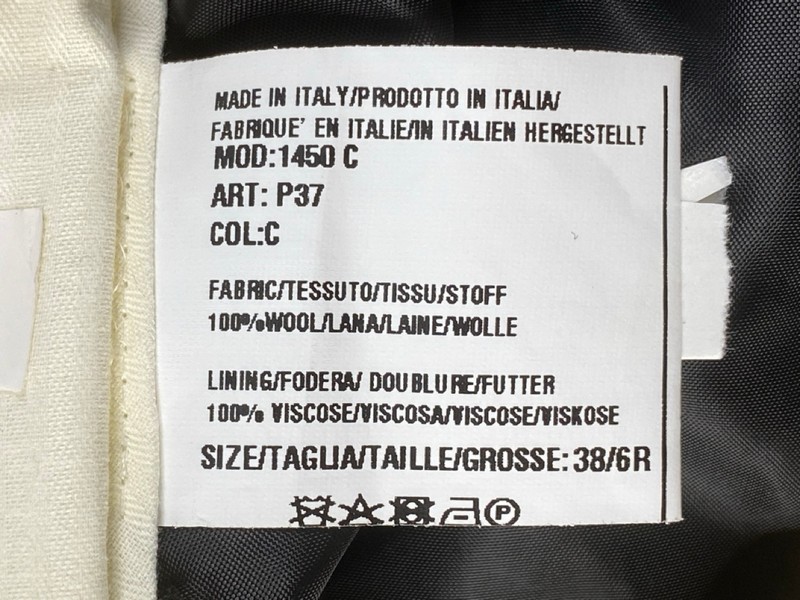 MADE IN ITALY/PRODOTTO IN ITALIA/
FABRIQUE' EN ITALIE/IN ITALIEN HERGESTELLT
MOD:1450 C
ART: P37
COL:C
FABRIC/TESSUTO/TISSU/STOFF
100%WOOL/LANA/LAINE/WOLLE
LINING/FODERA/ DOUBLURE/FUTTER
100% VISCOSE/VISCOSA/VISCOSE/VISKOSE
SIZE/TAGLIA/TAILLE/GROSSE: 38/6R
P